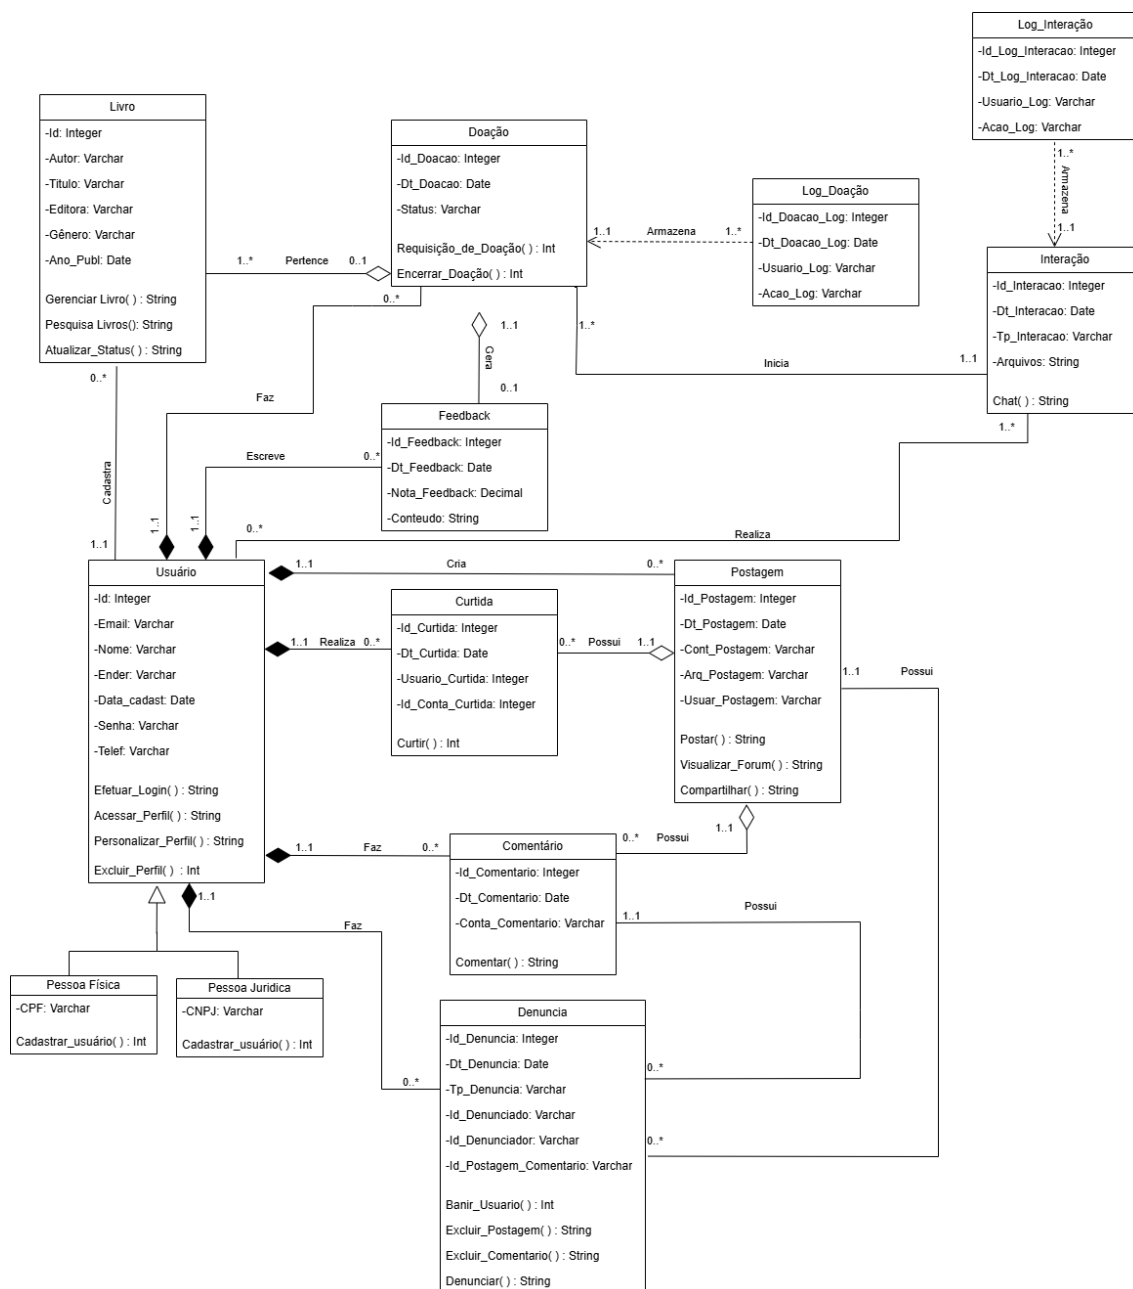 Log_Interação
-Id_Log_Interacao: Integer
-Dt_Log_Interacao: Date
-Usuario_Log: Varchar
-Acao_Log: Varchar
1..*
Armazena
1..1
Livro
-Id: Integer
-Autor: Varchar
-Titulo: Varchar
-Editora: Varchar
-Gênero: Varchar
-Ano_Publ: Date
Gerenciar Livro( ) : String
Pesquisa Livros(): String
Atualizar_Status( ) : String
Doação
-Id_Doacao: Integer
-Dt_Doacao: Date
-Status: Varchar
Requisição_de_Doação( ) : Int
Encerrar_Doação( ) : Int
Log_Doação
-Id_Doacao_Log: Integer
-Dt_Doacao_Log: Date
-Usuario_Log: Varchar
-Acao_Log: Varchar
1..1 Armazena 1..*
Interação
-Id_Interacao: Integer
-Dt_Interacao: Date
-Tp_Interacao: Varchar
-Arquivos: String
Chat( ) : String
1..* Pertence 0..1
0..*
Faz
1..1
1..1
Gera
0..1
1..*
Inicia
1..1
Feedback
-Id_Feedback: Integer
-Dt_Feedback: Date
-Nota_Feedback: Decimal
-Conteudo: String
Escreve 0..*
1..1
0..*
Cadastra
1..1
1..*
0..*
Realiza
Usuário
-Id: Integer
-Email: Varchar
-Nome: Varchar
-Ender: Varchar
-Data_cadast: Date
-Senha: Varchar
-Telef: Varchar
Efetuar_Login( ) : String
Acessar_Perfil( ) : String
Personalizar_Perfil( ) : String
Excluir_Perfil( ) : Int
1..1 Cria 0..*
Postagem
-Id_Postagem: Integer
-Dt_Postagem: Date
-Cont_Postagem: Varchar
-Arq_Postagem: Varchar
-Usuar_Postagem: Varchar
Postar( ) : String
Visualizar_Forum( ) : String
Compartilhar( ) : String
Curtida
-Id_Curtida: Integer
-Dt_Curtida: Date
-Usuario_Curtida: Integer
-Id_Conta_Curtida: Integer
Curtir( ) : Int
1..1 Realiza 0..*
0..* Possui 1..1
1..1 Possui
1..1
0..* Possui
1..1 Faz 0..*
Comentário
-Id_Comentario: Integer
-Dt_Comentario: Date
-Conta_Comentario: Varchar
Comentar( ) : String
1..1
Possui
0..*
1..1
Faz
0..*
Pessoa Física
-CPF: Varchar
Cadastrar_usuário( ) : Int
Pessoa Juridica
-CNPJ: Varchar
Cadastrar_usuário( ) : Int
Denuncia
-Id_Denuncia: Integer
-Dt_Denuncia: Date
-Tp_Denuncia: Varchar
-Id_Denunciado: Varchar
-Id_Denunciador: Varchar
-Id_Postagem_Comentario: Varchar
Banir_Usuario( ) : Int
Excluir_Postagem( ) : String
Excluir_Comentario( ) : String
Denunciar( ) : String
0..*